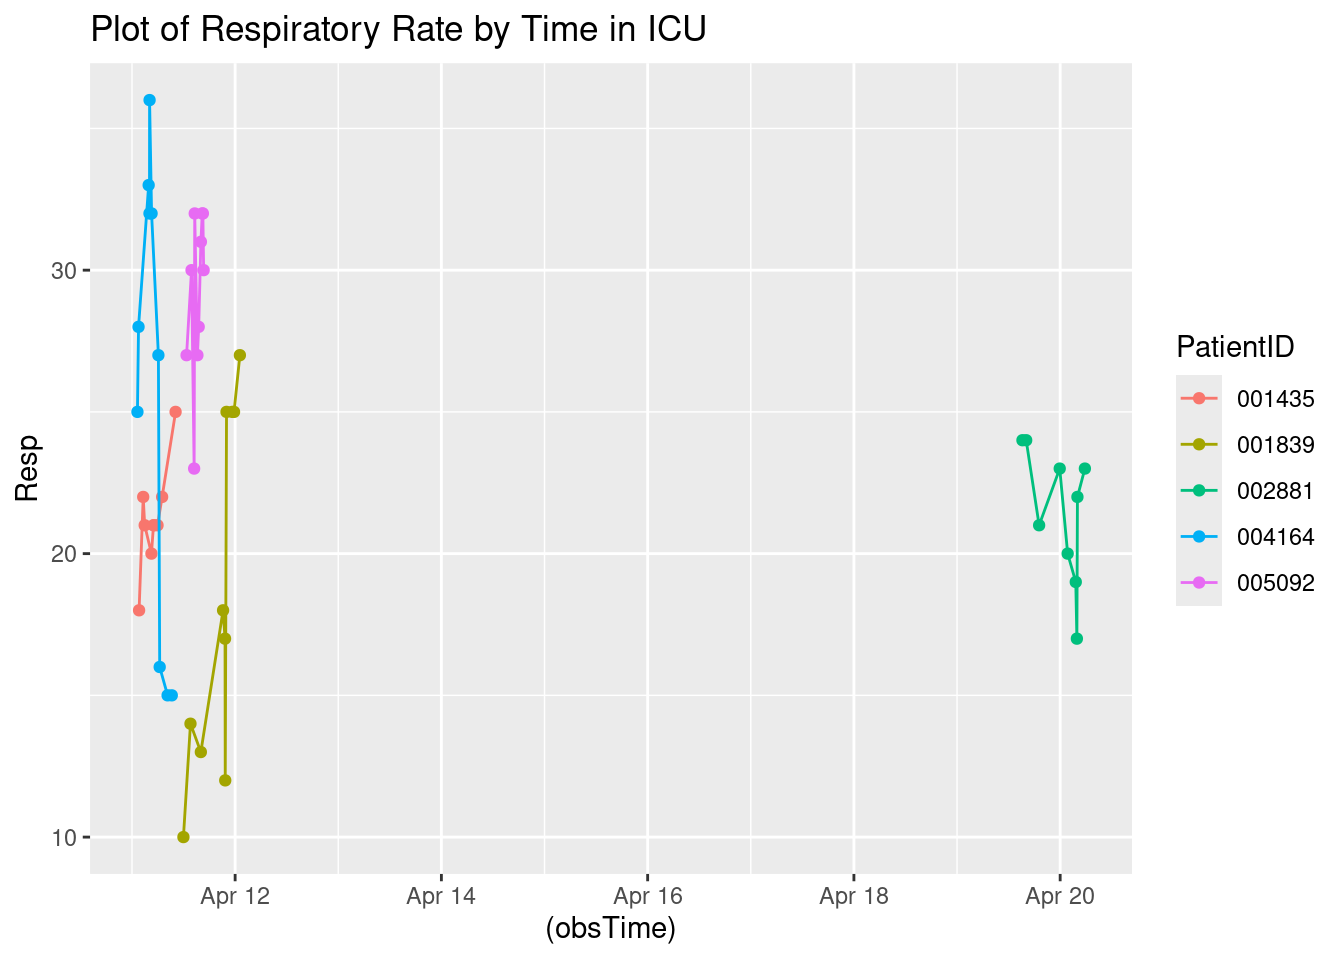 Plot of Respiratory Rate by Time in ICU
Resp
30
20
10
Apr 12
Apr 14
Apr 16
Apr 18
Apr 20
(obsTime)
PatientID
001435
001839
002881
004164
005092